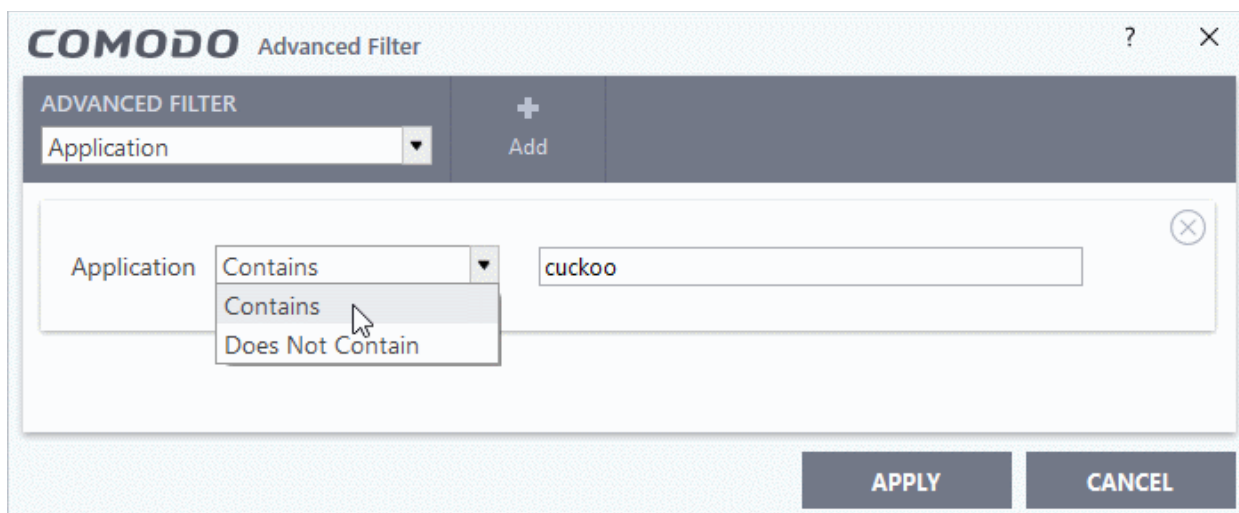 COMODO Advanced Filter ? X
ADVANCED FILTER
Application
Add
Application Contains cuckoo
Contains
Does Not Contain
APPLY CANCEL